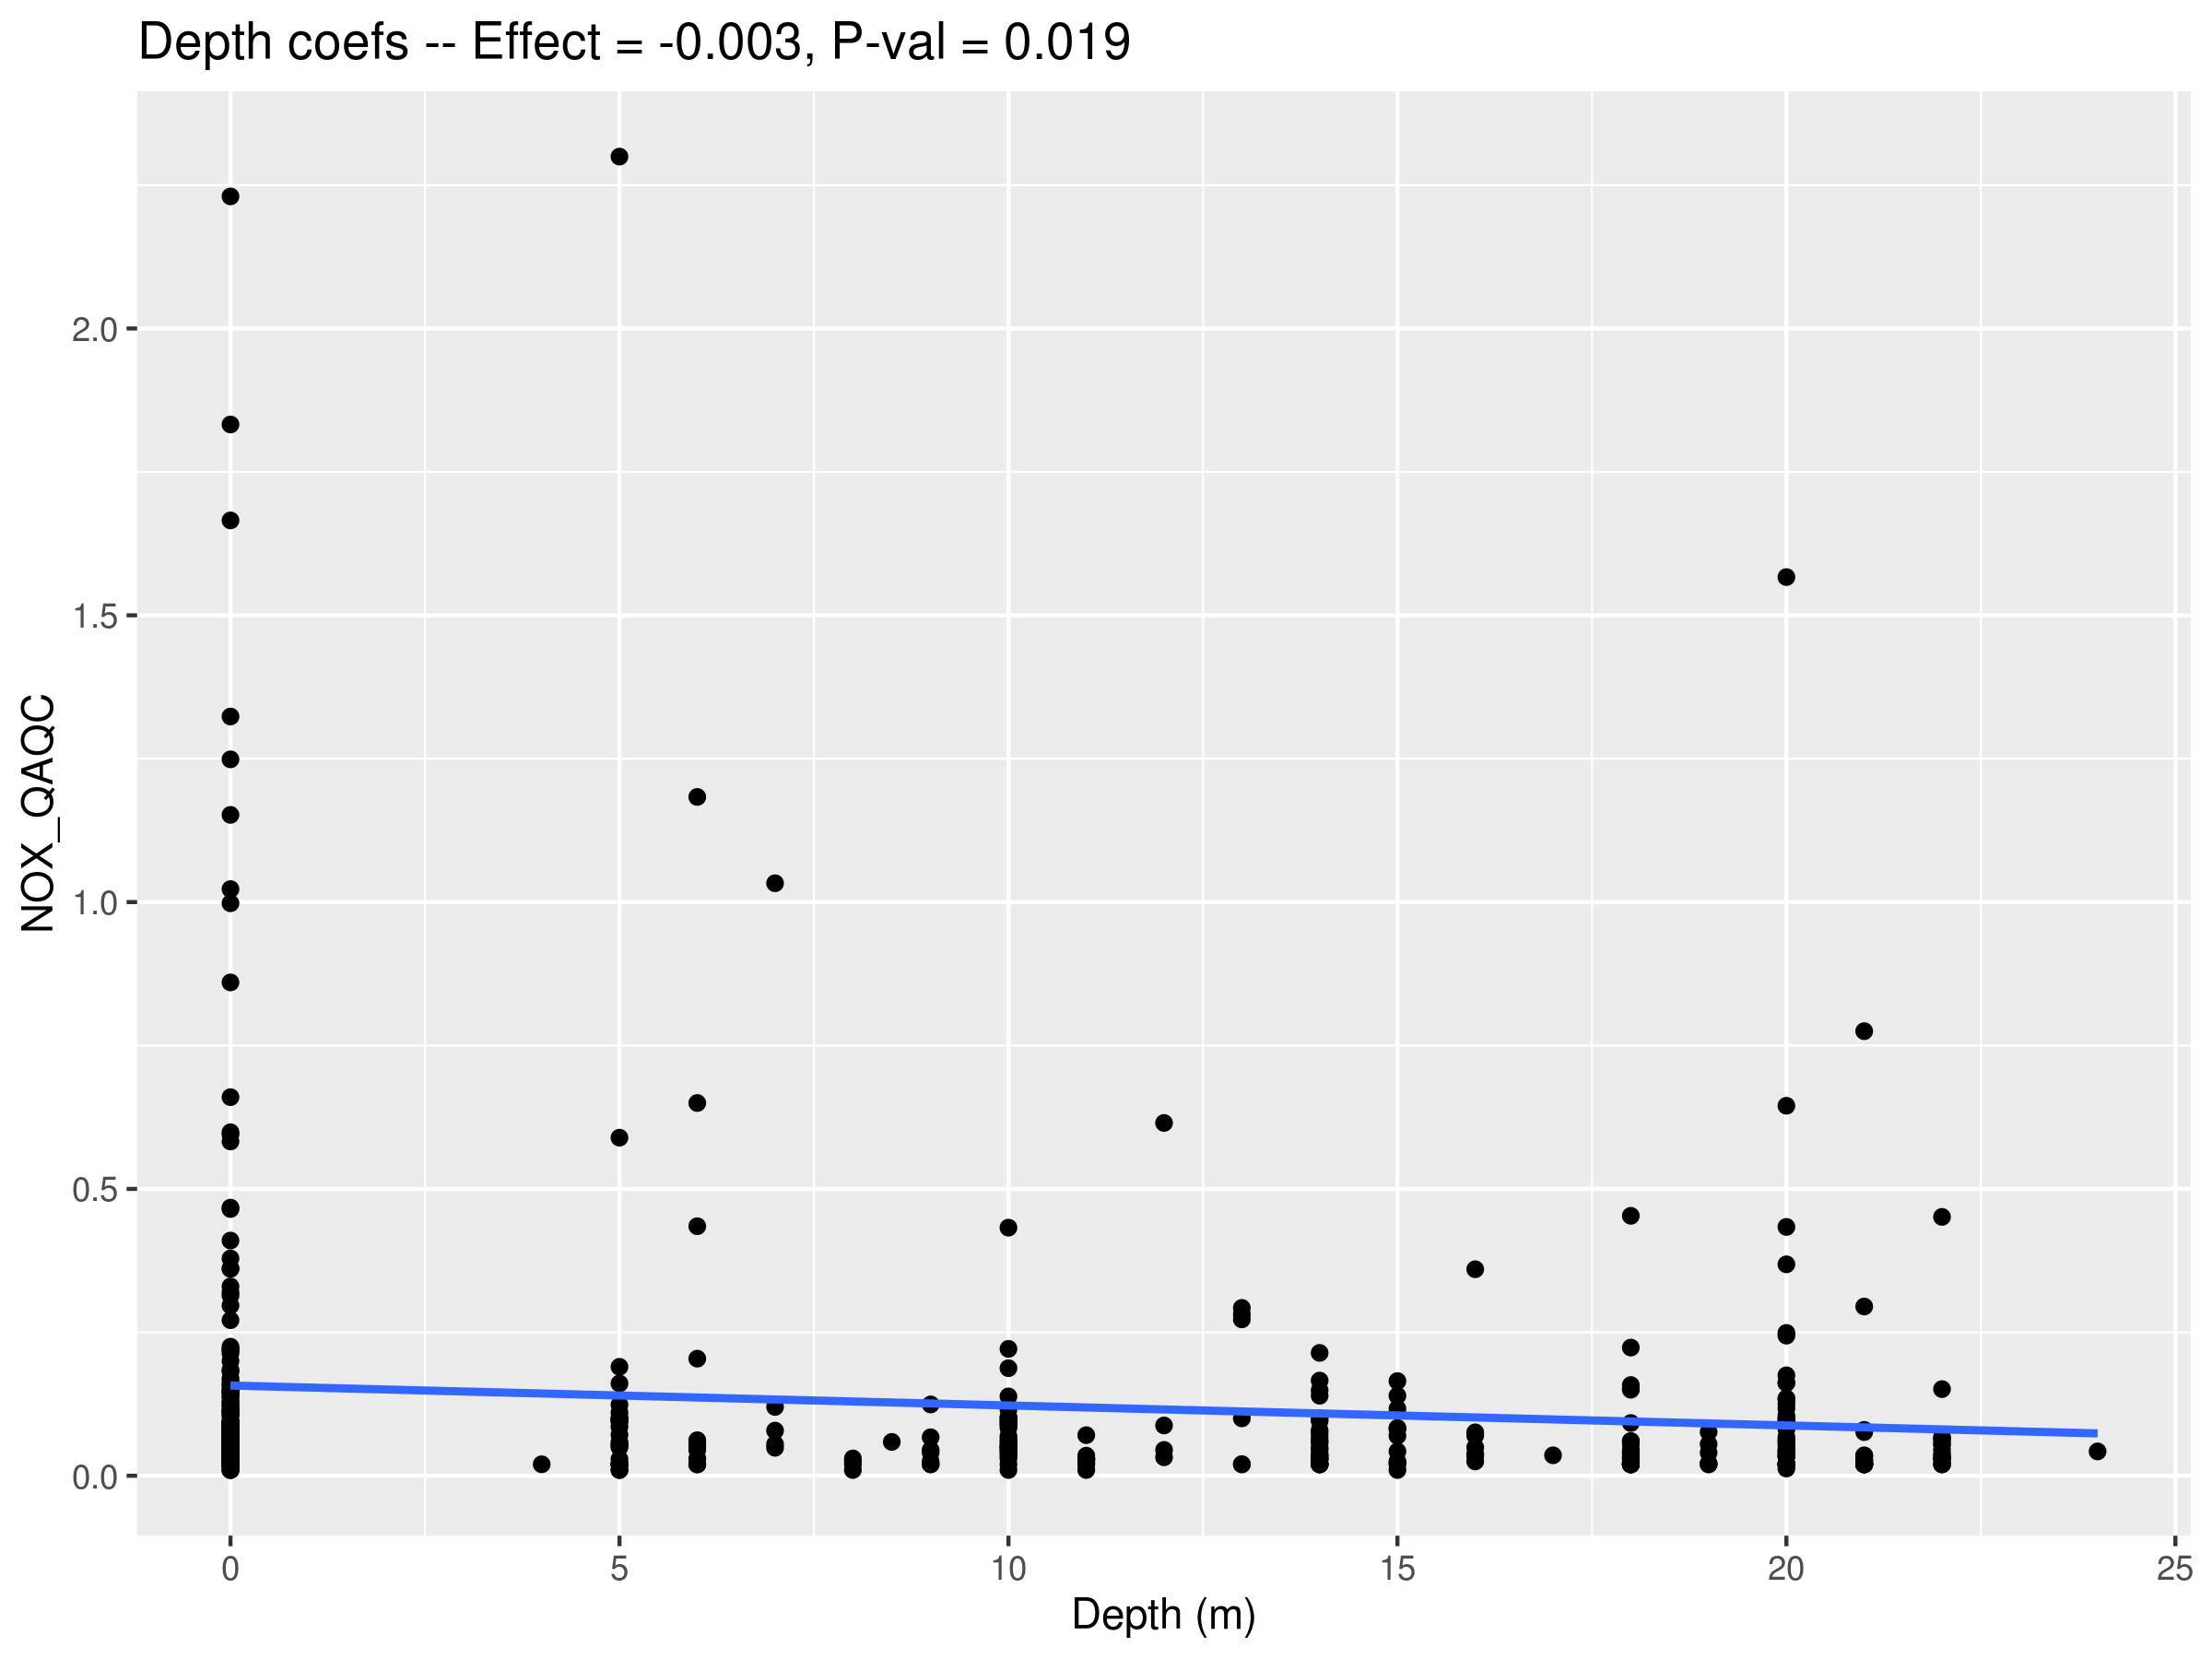 Depth coefs -- Effect = -0.003, P-val = 0.019
NOX_QAQC
2.0
1.5
1.0
0.5
0.0
0 5 10 15 20 25
Depth (m)